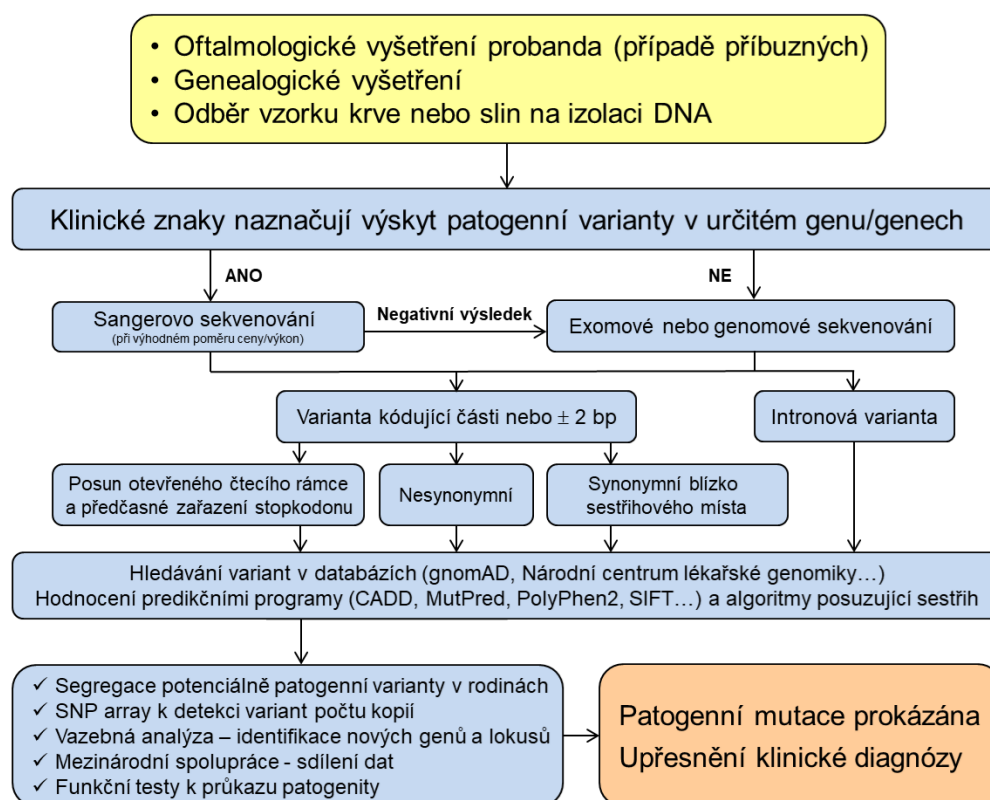 • Oftalmologické vyšetření probanda (případě příbuzných)
• Genealogické vyšetření
• Odběr vzorku krve nebo slin na izolaci DNA
Klinické znaky naznačují výskyt patogenní varianty v určitém genu/genech
ANO
NE
Sangerovo sekvenování
(při výhodném poměru ceny/výkon)
Negativní výsledek
Exomové nebo genomové sekvenování
Varianta kódující části nebo ± 2 bp
Intronová varianta
Posun otevřeného čtecího rámce
a předčasné zařazení stopkodonu
Nesynonymní
Synonymní blízko
sestřihového místa
Hledávání variant v databázích (gnomAD, Národní centrum lékařské genomiky…)
Hodnocení predikčními programy (CADD, MutPred, PolyPhen2, SIFT…) a algoritmy posuzující sestřih
✓ Segregace potenciálně patogenní varianty v rodinách
✓ SNP array k detekci variant počtu kopií
✓ Vazebná analýza – identifikace nových genů a lokusů
✓ Mezinárodní spolupráce - sdílení dat
✓ Funkční testy k průkazu patogenity
Patogenní mutace prokázána
Upřesnění klinické diagnózy